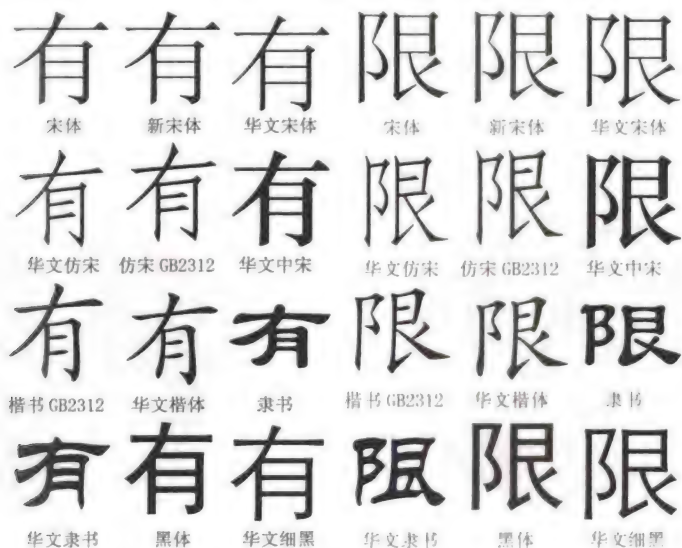 有 有 有 限 限 限
宋体 新宋体 华文宋体 宋体 新宋体 华文宋体
有 有 有 限 限 限
华文仿宋 仿宋 GB2312 华文中宋 华文仿宋 仿宋 GB2312 华文中宋
有 有 有 限 限 限
楷书 GB2312 华文楷体 隶书 楷书 GB2312 华文楷体 隶书
有 有 有 限 限 限
华文隶书 黑体 华文细黑 华文隶书 黑体 华文细黑